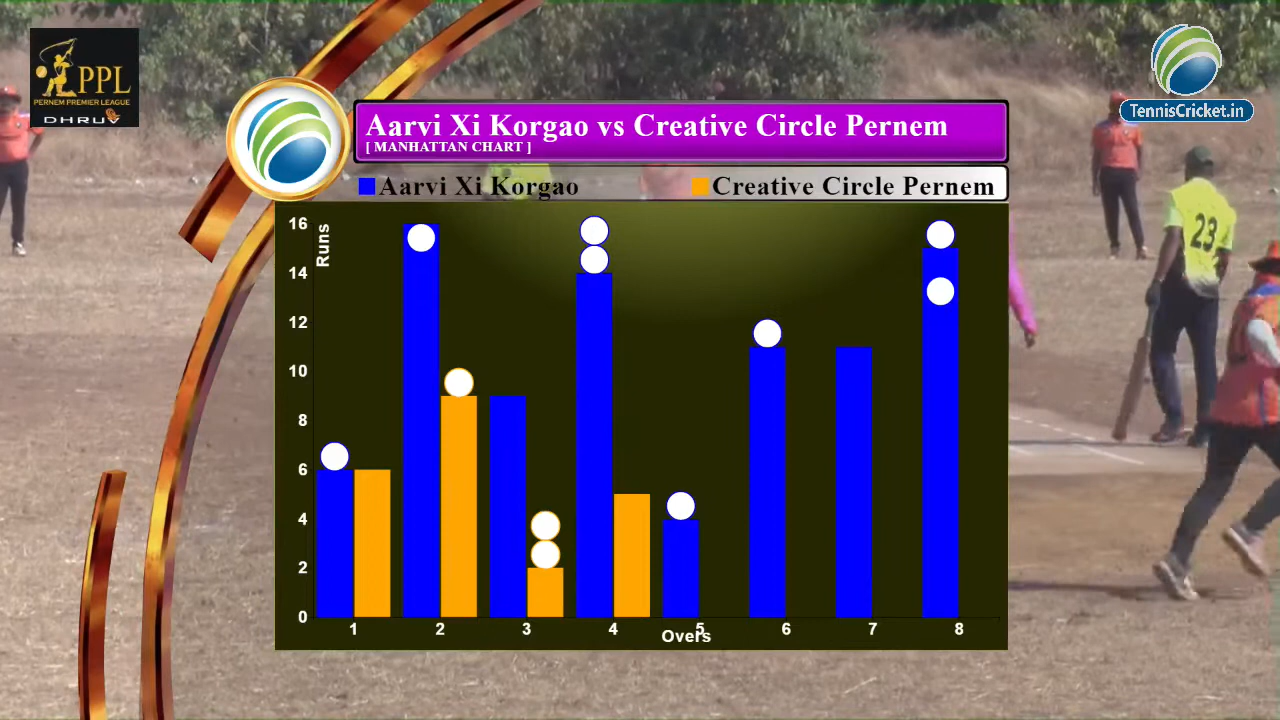 PPL
PERNEM PREMIER LEAGUE
DHRUV
TennisCricket.in
Aarvi Xi Korgao vs Creative Circle Pernem
[ MANHATTAN CHART ]
Aarvi Xi Korgao
Creative Circle Pernem
Runs
16
14
12
10
8
6
4
2
0
1 2 3 4 5 6 7 8
Overs
23